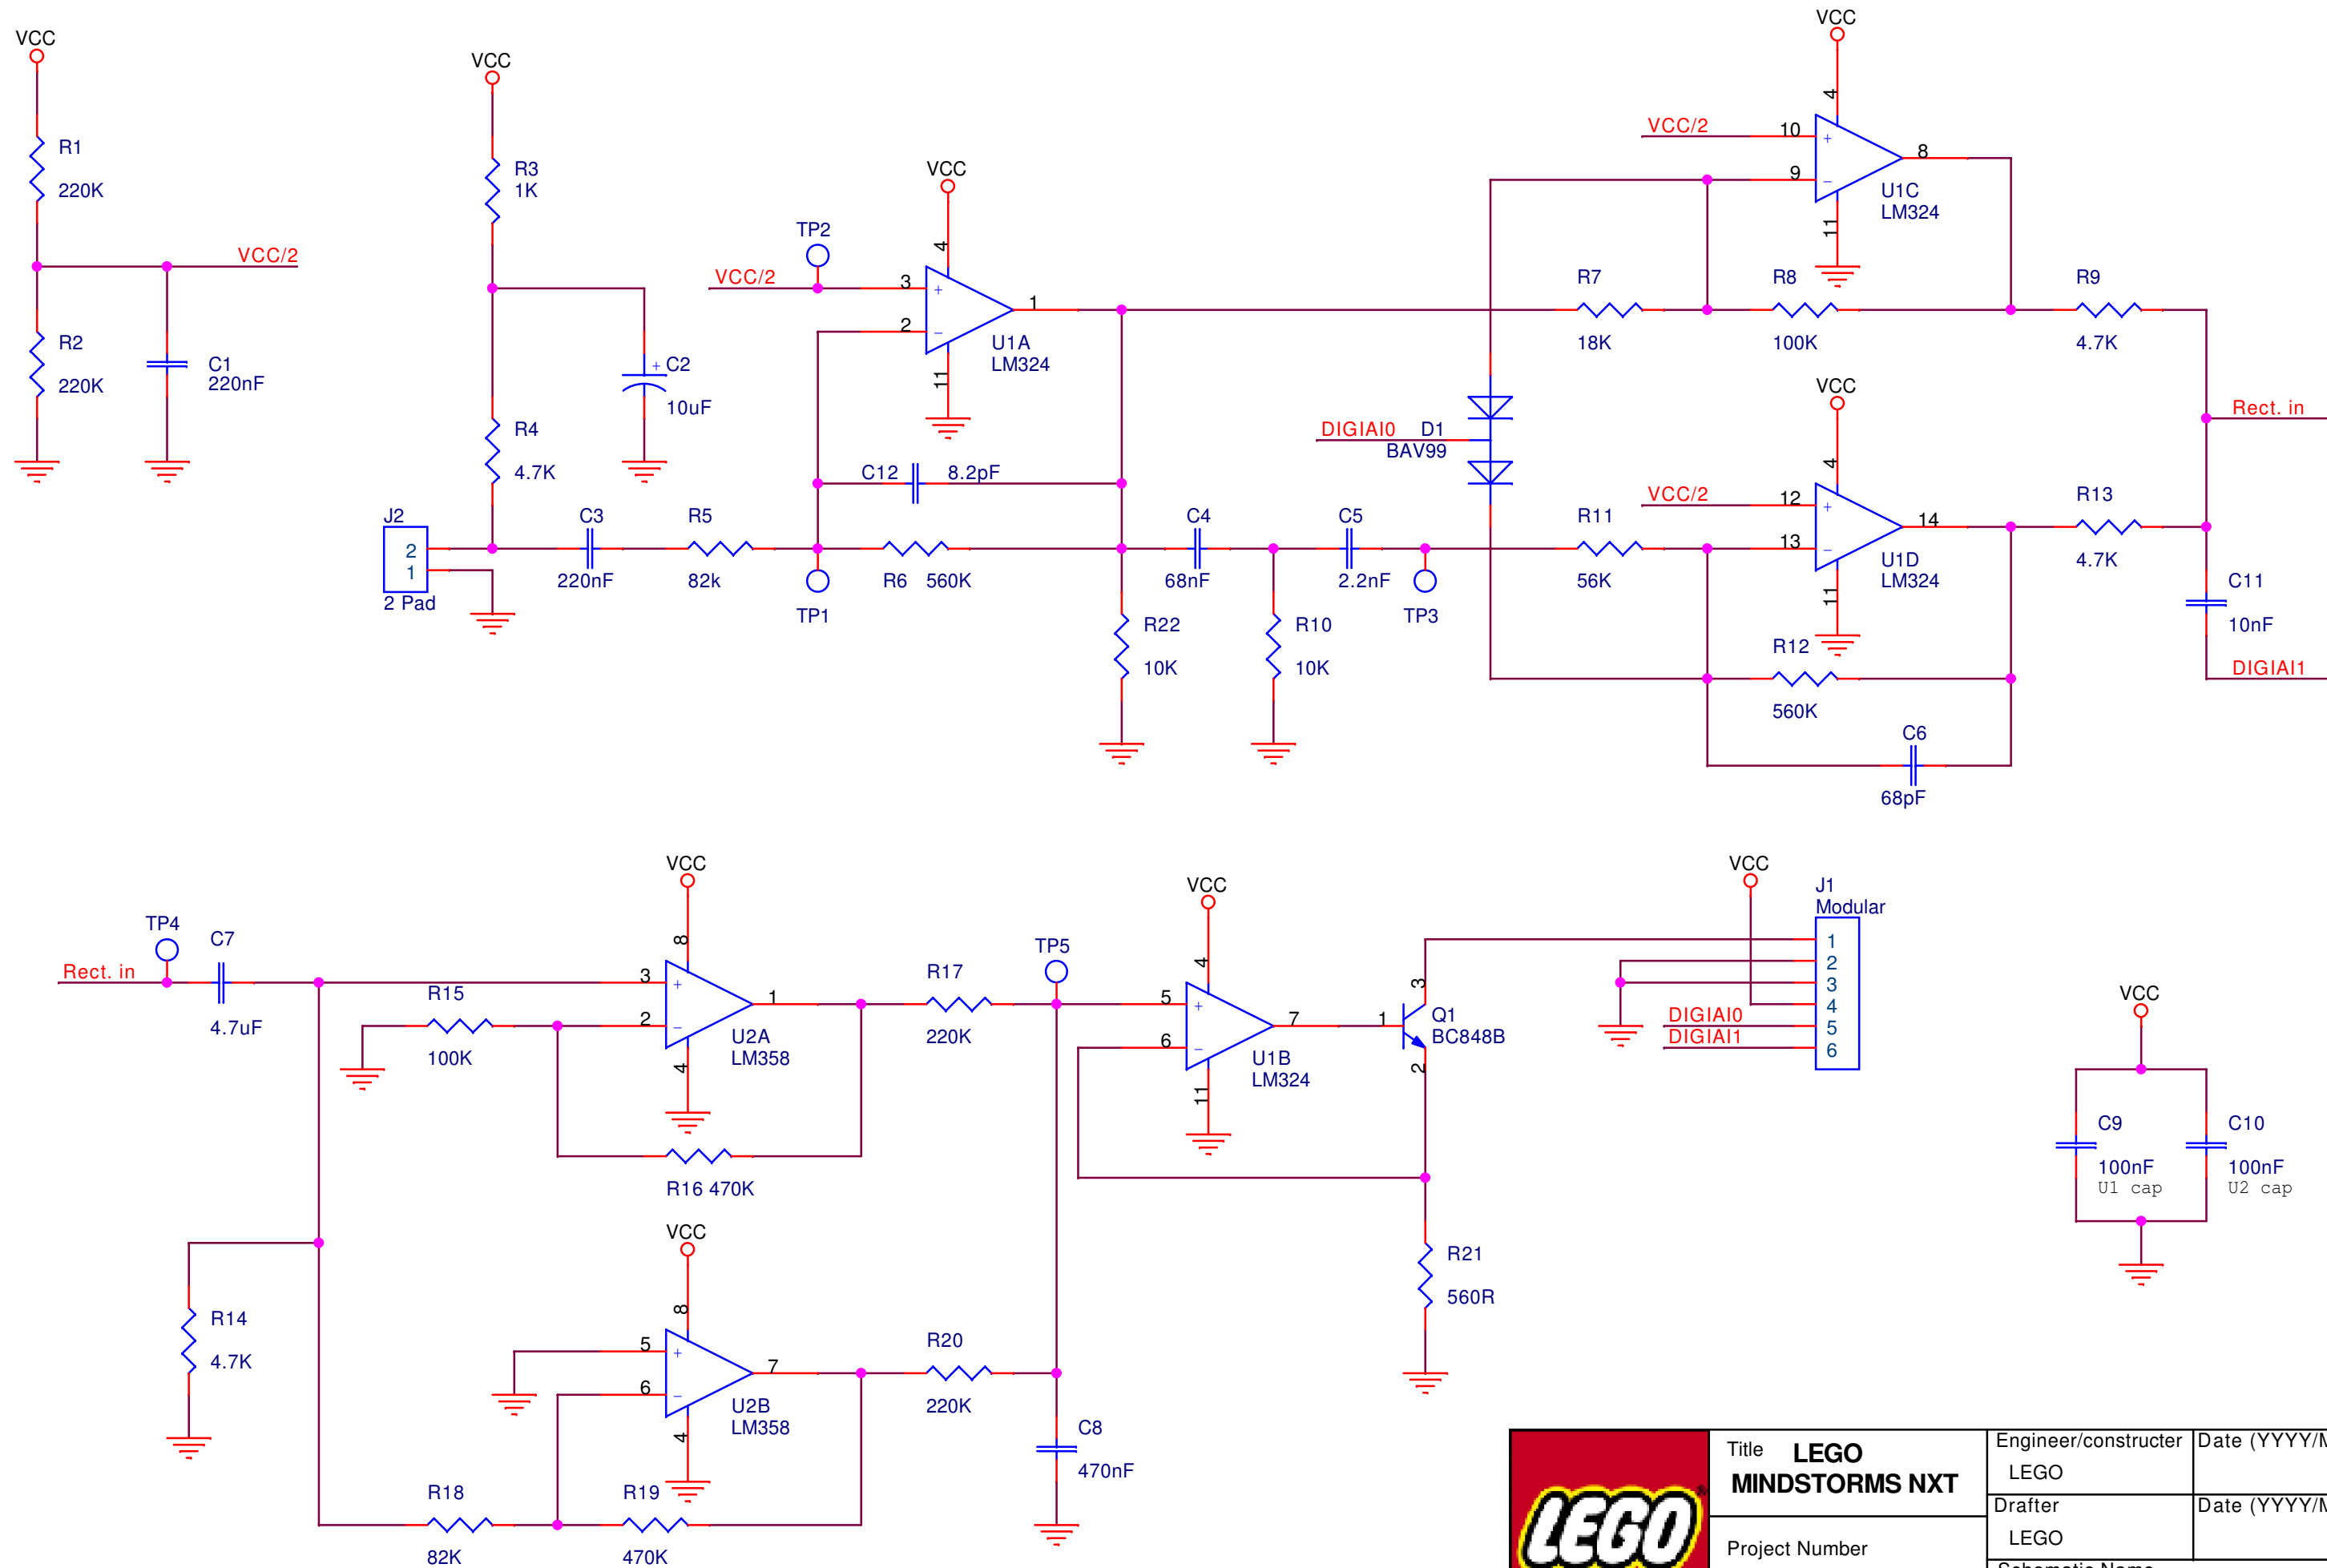 VCC
R1
220K
VCC/2
R2
220K
C1
220nF
VCC
R3
1K
C2
+
10uF
R4
4.7K
J2
2
1
2 Pad
C3
220nF
R5
82k
TP2
VCC/2
VCC
3
2
4
11
1
+
−
U1A
LM324
C12
8.2pF
TP1
R6
560K
R22
10K
C4
68nF
R10
10K
C5
2.2nF
TP3
DIGIAI0
D1
BAV99
VCC
VCC/2
10
9
4
11
8
+
−
U1C
LM324
R7
18K
R8
100K
R9
4.7K
VCC
VCC/2
12
13
4
11
14
+
−
U1D
LM324
R11
56K
R12
560K
C6
68pF
R13
4.7K
Rect. in
C11
10nF
DIGIAI1
TP4
Rect. in
C7
4.7uF
R15
100K
VCC
3
2
8
4
1
+
−
U2A
LM358
R16 470K
R17
220K
TP5
R14
4.7K
VCC
5
6
8
4
7
+
−
U2B
LM358
R18
82K
R19
470K
R20
220K
C8
470nF
VCC
5
6
4
11
7
+
−
U1B
LM324
1
3
2
Q1
BC848B
R21
560R
VCC
J1
Modular
1
2
3
4
5
6
DIGIAI0
DIGIAI1
VCC
C9
100nF
U1 cap
C10
100nF
U2 cap
LEGO
®
Title LEGO
MINDSTORMS NXT
Project Number
Engineer/constructer
LEGO
Date (YYYY/M
Drafter
LEGO
Date (YYYY/M
Schematic Name